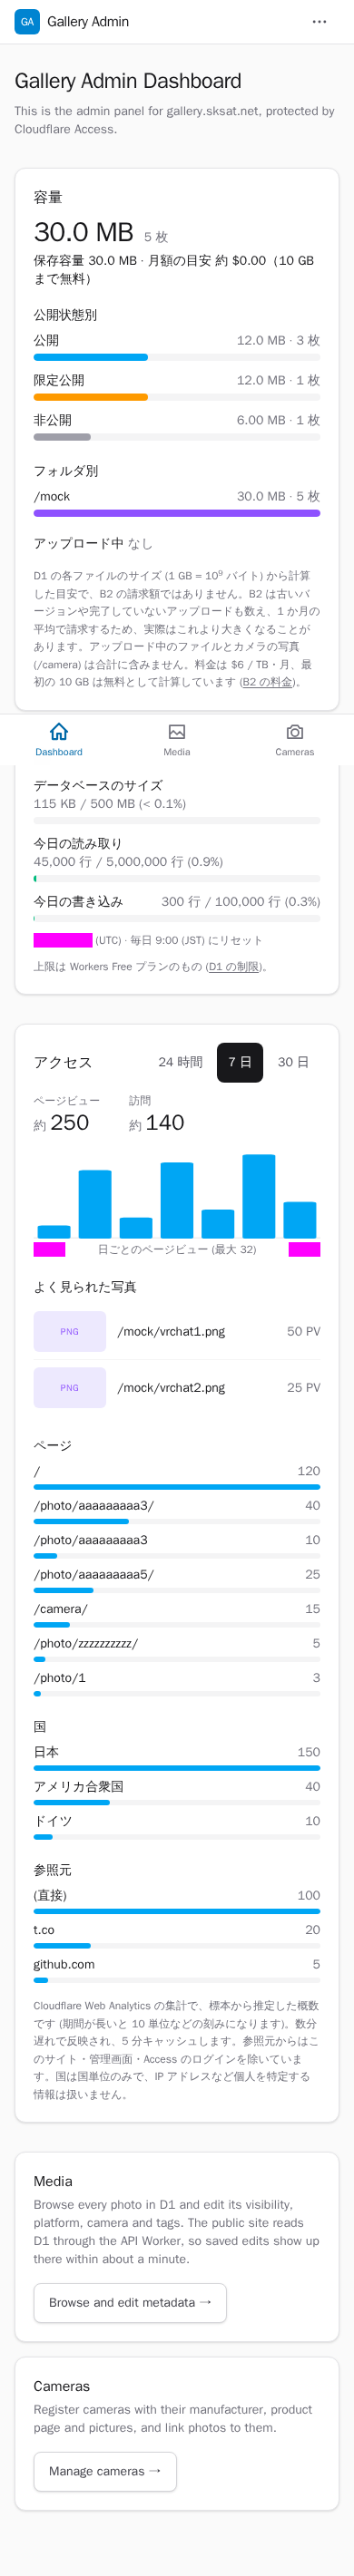 GA Gallery Admin
Gallery Admin Dashboard
This is the admin panel for gallery.sksat.net, protected by
Cloudflare Access.
容量
30.0 MB 5 枚
保存容量 30.0 MB · 月額の目安 約 $0.00（10 GB
まで無料）
公開状態別
公開 12.0 MB · 3 枚
限定公開 12.0 MB · 1 枚
非公開 6.00 MB · 1 枚
フォルダ別
/mock 30.0 MB · 5 枚
アップロード中 なし
D1 の各ファイルのサイズ (1 GB = 10⁹ バイト) から計算
した目安で、B2 の請求額ではありません。B2 は古いバ
ージョンや完了していないアップロードも数え、1 か月の
平均で請求するため、実際はこれより大きくなることが
あります。アップロード中のファイルとカメラの写真
(/camera) は合計に含みません。料金は $6 / TB・月、最
初の 10 GB は無料として計算しています (B2 の料金)。
Dashboard Media Cameras
データベースのサイズ
115 KB / 500 MB (< 0.1%)
今日の読み取り
45,000 行 / 5,000,000 行 (0.9%)
今日の書き込み 300 行 / 100,000 行 (0.3%)
(UTC) · 毎日 9:00 (JST) にリセット
上限は Workers Free プランのもの (D1 の制限)。
アクセス 24 時間 7 日 30 日
ページビュー 訪問
約 250 約 140
日ごとのページビュー (最大 32)
よく見られた写真
PNG /mock/vrchat1.png 50 PV
PNG /mock/vrchat2.png 25 PV
ページ
/ 120
/photo/aaaaaaaaa3/ 40
/photo/aaaaaaaaa3 10
/photo/aaaaaaaaa5/ 25
/camera/ 15
/photo/zzzzzzzzzz/ 5
/photo/1 3
国
日本 150
アメリカ合衆国 40
ドイツ 10
参照元
(直接) 100
t.co 20
github.com 5
Cloudflare Web Analytics の集計で、標本から推定した概数
です (期間が長いと 10 単位などの刻みになります)。数分
遅れで反映され、5 分キャッシュします。参照元からはこ
のサイト・管理画面・Access のログインを除いていま
す。国は国単位のみで、IP アドレスなど個人を特定する
情報は扱いません。
Media
Browse every photo in D1 and edit its visibility,
platform, camera and tags. The public site reads
D1 through the API Worker, so saved edits show up
there within about a minute.
Browse and edit metadata →
Cameras
Register cameras with their manufacturer, product
page and pictures, and link photos to them.
Manage cameras →